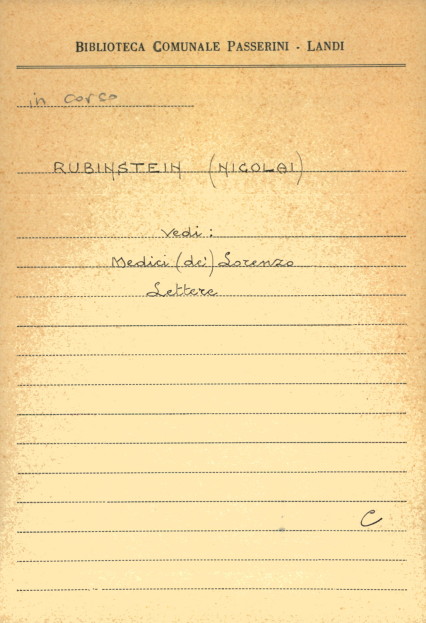 BIBLIOTECA COMUNALE PASSERINI - LANDI
in corso
RUBINSTEIN (NICOLAI)
vedi:
Medici (de') Lorenzo
Lettere
C